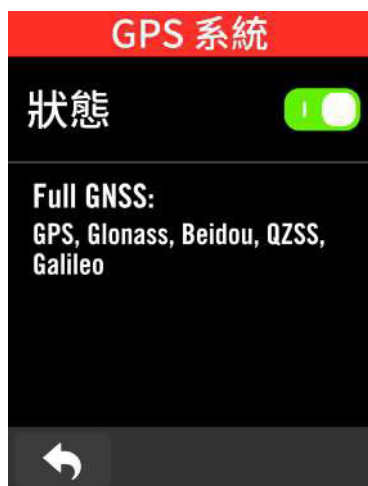 GPS 系統
狀態
Full GNSS:
GPS, Glonass, Beidou, QZSS,
Galileo